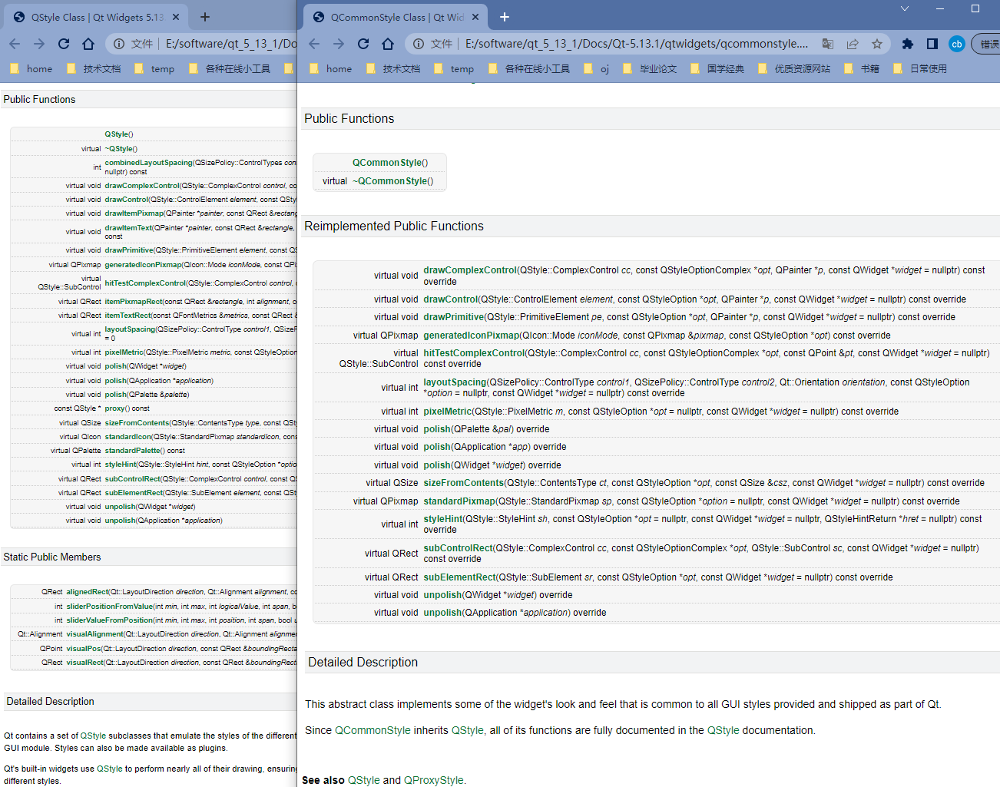 QStyle Class | Qt Widgets 5.13
文件 | E:/software/qt_5_13_1/Do
home 技术文档 temp 各种在线小工具
Public Functions
QStyle()
virtual ~QStyle()
int combinedLayoutSpacing(QSizePolicy::ControlTypes con
nullptr) const
virtual void drawComplexControl(QStyle::ComplexControl control, co
virtual void drawControl(QStyle::ControlElement element, const QSty
virtual void drawItemPixmap(QPainter *painter, const QRect &rectang
virtual void drawItemText(QPainter *painter, const QRect &rectangle,
const
virtual void drawPrimitive(QStyle::PrimitiveElement element, const QS
virtual QPixmap generatedIconPixmap(QIcon::Mode iconMode, const QPi
virtual QStyle::SubControl hitTestComplexControl(QStyle::ComplexControl control,
virtual QRect itemPixmapRect(const QRect &rectangle, int alignment, c
virtual QRect itemTextRect(const QFontMetrics &metrics, const QRect &
virtual int layoutSpacing(QSizePolicy::ControlType control1, QSizeP
= 0
virtual int pixelMetric(QStyle::PixelMetric metric, const QStyleOption
virtual void polish(QWidget *widget)
virtual void polish(QApplication *application)
virtual void polish(QPalette &palette)
const QStyle * proxy() const
virtual QSize sizeFromContents(QStyle::ContentsType type, const QSt
virtual QIcon standardIcon(QStyle::StandardPixmap standardIcon, cons
virtual QPalette standardPalette() const
virtual int styleHint(QStyle::StyleHint hint, const QStyleOption *optio
virtual QRect subControlRect(QStyle::ComplexControl control, const QS
virtual QRect subElementRect(QStyle::SubElement element, const QSt
virtual void unpolish(QWidget *widget)
virtual void unpolish(QApplication *application)
Static Public Members
QRect alignedRect(Qt::LayoutDirection direction, Qt::Alignment alignment, co
int sliderPositionFromValue(int min, int max, int logicalValue, int span, b
int sliderValueFromPosition(int min, int max, int position, int span, bool u
Qt::Alignment visualAlignment(Qt::LayoutDirection direction, Qt::Alignment alignme
QPoint visualPos(Qt::LayoutDirection direction, const QRect &boundingRecta
QRect visualRect(Qt::LayoutDirection direction, const QRect &boundingRect
Detailed Description
Qt contains a set of QStyle subclasses that emulate the styles of the different
GUI module. Styles can also be made available as plugins.
Qt's built-in widgets use QStyle to perform nearly all of their drawing, ensuring
different styles.
QCommonStyle Class | Qt Wid
文件 | E:/software/qt_5_13_1/Docs/Qt-5.13.1/qtwidgets/qcommonstyle.... cb 错误
home 技术文档 temp 各种在线小工具 oj 毕业论文 国学经典 优质资源网站 书籍 日常使用
Public Functions
QCommonStyle()
virtual ~QCommonStyle()
Reimplemented Public Functions
virtual void drawComplexControl(QStyle::ComplexControl cc, const QStyleOptionComplex *opt, QPainter *p, const QWidget *widget = nullptr) const
override
virtual void drawControl(QStyle::ControlElement element, const QStyleOption *opt, QPainter *p, const QWidget *widget = nullptr) const override
virtual void drawPrimitive(QStyle::PrimitiveElement pe, const QStyleOption *opt, QPainter *p, const QWidget *widget = nullptr) const override
virtual QPixmap generatedIconPixmap(QIcon::Mode iconMode, const QPixmap &pixmap, const QStyleOption *opt) const override
virtual hitTestComplexControl(QStyle::ComplexControl cc, const QStyleOptionComplex *opt, const QPoint &pt, const QWidget *widget = nullptr)
QStyle::SubControl const override
virtual int layoutSpacing(QSizePolicy::ControlType control1, QSizePolicy::ControlType control2, Qt::Orientation orientation, const QStyleOption
*option = nullptr, const QWidget *widget = nullptr) const override
virtual int pixelMetric(QStyle::PixelMetric m, const QStyleOption *opt = nullptr, const QWidget *widget = nullptr) const override
virtual void polish(QPalette &pal) override
virtual void polish(QApplication *app) override
virtual void polish(QWidget *widget) override
virtual QSize sizeFromContents(QStyle::ContentsType ct, const QStyleOption *opt, const QSize &csz, const QWidget *widget = nullptr) const override
virtual QPixmap standardPixmap(QStyle::StandardPixmap sp, const QStyleOption *option = nullptr, const QWidget *widget = nullptr) const override
virtual int styleHint(QStyle::StyleHint sh, const QStyleOption *opt = nullptr, const QWidget *widget = nullptr, QStyleHintReturn *hret = nullptr) const
override
virtual QRect subControlRect(QStyle::ComplexControl cc, const QStyleOptionComplex *opt, QStyle::SubControl sc, const QWidget *widget = nullptr)
const override
virtual QRect subElementRect(QStyle::SubElement sr, const QStyleOption *opt, const QWidget *widget = nullptr) const override
virtual void unpolish(QWidget *widget) override
virtual void unpolish(QApplication *application) override
Detailed Description
This abstract class implements some of the widget's look and feel that is common to all GUI styles provided and shipped as part of Qt.
Since QCommonStyle inherits QStyle, all of its functions are fully documented in the QStyle documentation.
See also QStyle and QProxyStyle.